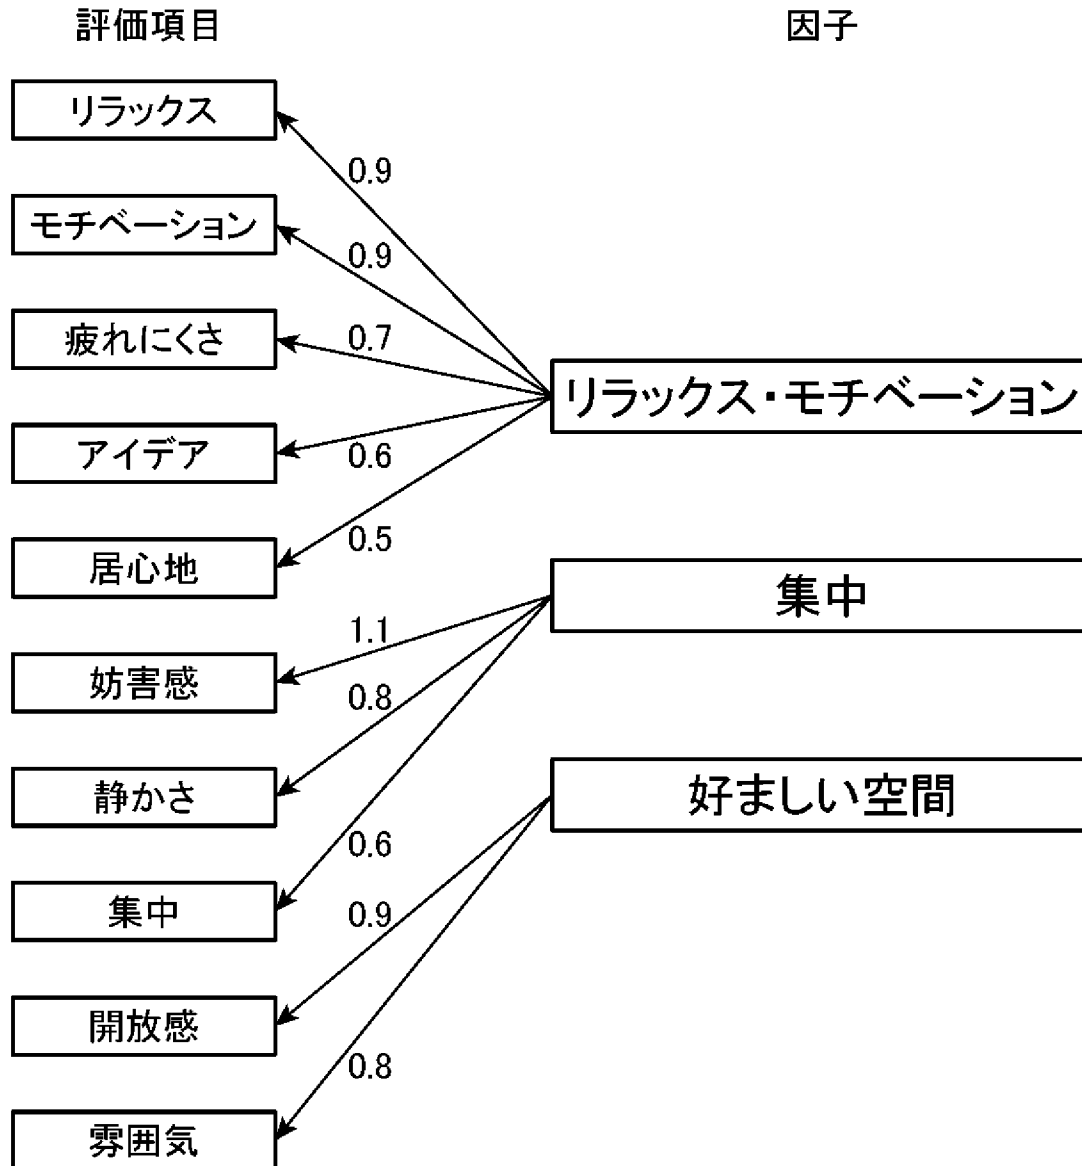 評価項目
因子
リラックス
0.9
モチベーション
0.9
疲れにくさ
0.7
リラックス・モチベーション
アイデア
0.6
居心地
0.5
集中
1.1
妨害感
0.8
静かさ
好ましい空間
0.6
集中
0.9
開放感
0.8
雰囲気